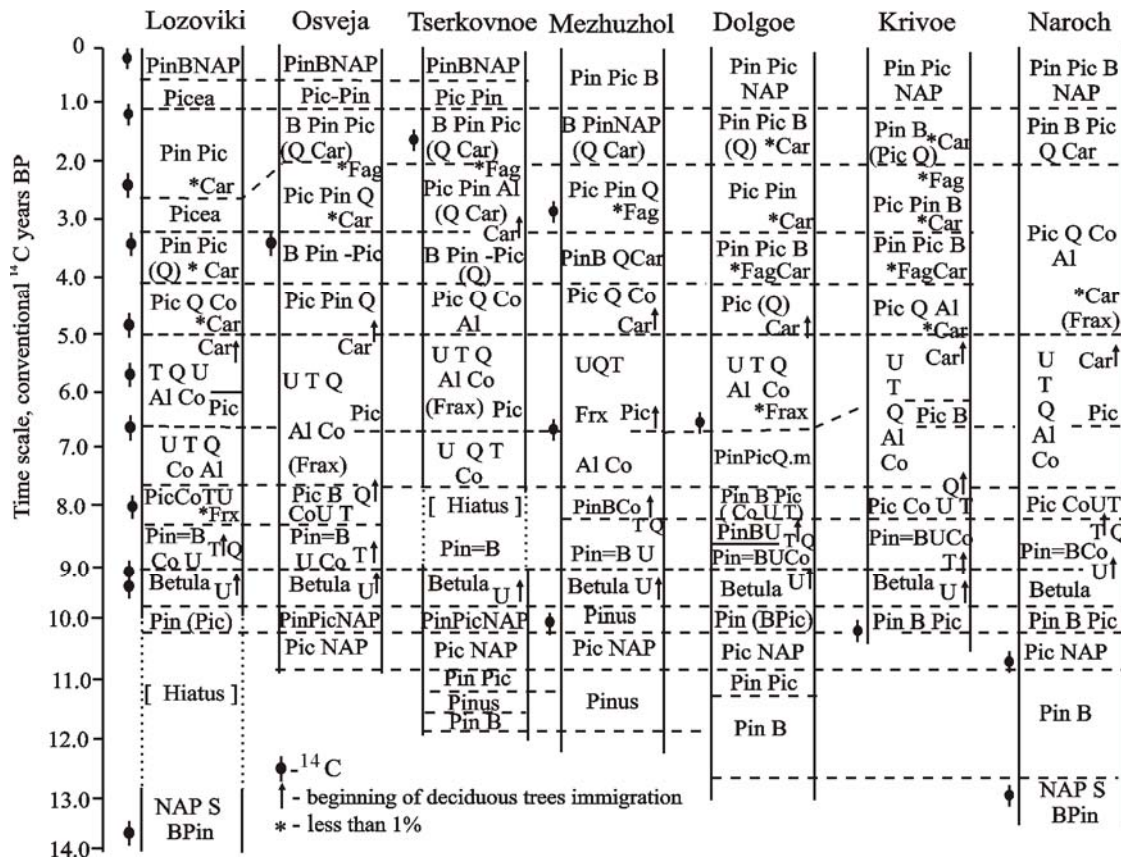 Lozoviki Osveja Tserkovnoe Mezhuzhol Dolgoe Krivoe Naroch
Time scale, conventional ¹⁴C years BP
0
1.0
2.0
3.0
4.0
5.0
6.0
7.0
8.0
9.0
10.0
11.0
12.0
13.0
14.0
PinBNAP
Picea
Pin Pic
*Car
Picea
Pin Pic
(Q) * Car
Pic Q Co
*Car
Car↑
T Q U
Al Co
Pic
U T Q
Co Al
PicCoTU
*Frx
Pin=B
T↑Q
Co U
Betula
U↑
Pin (Pic)
[ Hiatus ]
NAP S
BPin
PinBNAP
Pic-Pin
B Pin Pic
(Q Car)
*Fag
Pic Pin Q
*Car
B Pin -Pic
Pic Pin Q
Car↑
U T Q
Pic
Al Co
(Frax)
Pic B Q↑
CoU T
Pin=B
U Co T↑
Betula U↑
PinPicNAP
Pic NAP
PinBNAP
Pic Pin
B Pin Pic
(Q Car)
*Fag
Pic Pin Al
(Q Car)
Car↑
B Pin -Pic
(Q)
Pic Q Co
Al
U T Q
Al Co
(Frax) Pic
U Q T
Co
[ Hiatus ]
Pin=B
Betula
U↑
PinPicNAP
Pic NAP
Pin Pic
Pinus
Pin B
Pin Pic B
B PinNAP
(Q Car)
Pic Pin Q
*Fag
PinB QCar
Pic Q Co
Car↑
UQT
Frx Pic↑
Al Co
PinBCo↑
T Q
Pin=B U
Betula U↑
Pinus
Pic NAP
Pinus
Pin Pic
NAP
Pin Pic B
(Q) *Car
Pic Pin
*Car
Pin Pic B
*FagCar
Pic (Q)
Car↑
U T Q
Al Co
*Frax
PinPicQ.m
Pin B Pic
( Co U T)
PinBU↑
T Q
Pin=BUCo
Betula U↑
Pin (BPic)
Pic NAP
Pin Pic
Pin B
Pin Pic
NAP
Pin B
*Car
(Pic Q)
*Fag
Pic Pin B
*Car
Pin Pic B
*FagCar
Pic Q Al
*Car
U Car↑
T
Q Pic B
Al
Co
Q↑
Pic Co U T
Pin=BUCo
T↑
Betula U↑
Pin B Pic
Pin Pic B
NAP
Pin B Pic
Q Car
Pic Q Co
Al
*Car
(Frax)
U Car↑
T
Q Pic
Al
Co
Pic CoUT
↑
T Q
Pin=BCo
U↑
Betula
Pin B Pic
Pic NAP
Pin B
NAP S
BPin
-¹⁴C
↑ - beginning of deciduous trees immigration
* - less than 1%